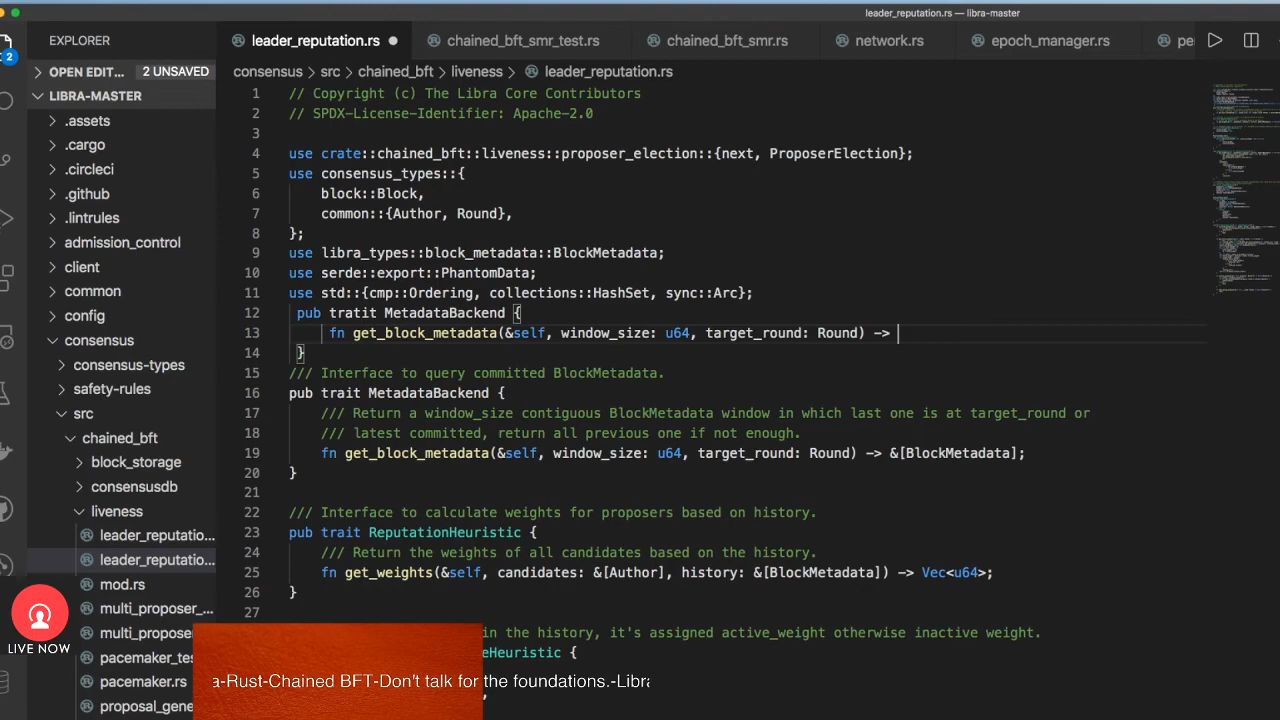 leader_reputation.rs — libra-master
EXPLORER
leader_reputation.rs
chained_bft_smr_test.rs
chained_bft_smr.rs
network.rs
epoch_manager.rs
pe
2
OPEN EDIT... 2 UNSAVED
consensus > src > chained_bft > liveness > leader_reputation.rs
LIBRA-MASTER
.assets
.cargo
.circleci
.github
.lintrules
admission_control
client
common
config
consensus
consensus-types
safety-rules
src
chained_bft
block_storage
consensusdb
liveness
leader_reputatio...
leader_reputatio...
mod.rs
multi_proposer_...
multi_propose
pacemaker_tes
pacemaker.rs
proposal_gene
1 // Copyright (c) The Libra Core Contributors
2 // SPDX-License-Identifier: Apache-2.0
3
4 use crate::chained_bft::liveness::proposer_election::{next, ProposerElection};
5 use consensus_types::{
6 block::Block,
7 common::{Author, Round},
8 };
9 use libra_types::block_metadata::BlockMetadata;
10 use serde::export::PhantomData;
11 use std::{cmp::Ordering, collections::HashSet, sync::Arc};
12 pub tratit MetadataBackend {
13 fn get_block_metadata(&self, window_size: u64, target_round: Round) ->
14 }
15 /// Interface to query committed BlockMetadata.
16 pub trait MetadataBackend {
17 /// Return a window_size contiguous BlockMetadata window in which last one is at target_round or
18 /// latest committed, return all previous one if not enough.
19 fn get_block_metadata(&self, window_size: u64, target_round: Round) -> &[BlockMetadata];
20 }
21
22 /// Interface to calculate weights for proposers based on history.
23 pub trait ReputationHeuristic {
24 /// Return the weights of all candidates based on the history.
25 fn get_weights(&self, candidates: &[Author], history: &[BlockMetadata]) -> Vec<u64>;
26 }
27
in the history, it's assigned active_weight otherwise inactive weight.
eHeuristic {
LIVE NOW
a-Rust-Chained BFT-Don't talk for the foundations.-Libra